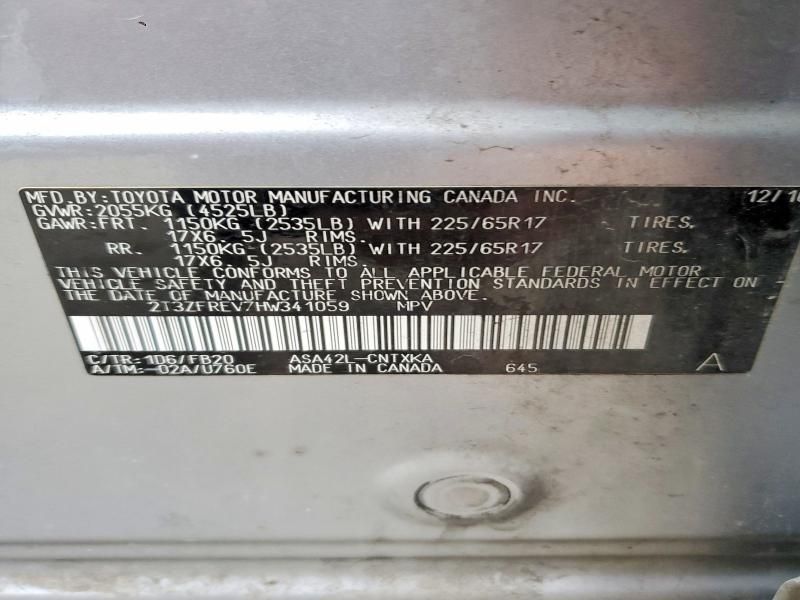 MFD. BY: TOYOTA MOTOR MANUFACTURING CANADA INC. 12/16
GVWR: 2055KG (4525LB)
GAWR: FRT. 1150KG (2535LB) WITH 225/65R17 TIRES.
17X6.5J RIMS.
RR. 1150KG (2535LB) WITH 225/65R17 TIRES.
17X6.5J RIMS.
THIS VEHICLE CONFORMS TO ALL APPLICABLE FEDERAL MOTOR
VEHICLE SAFETY AND THEFT PREVENTION STANDARDS IN EFFECT ON
THE DATE OF MANUFACTURE SHOWN ABOVE.
2T3ZFREV7HW341059 MPV
C/TR: 1D6/FB20 ASA42L-CNTXKA
A/TM: -02A/U760E MADE IN CANADA 645 A